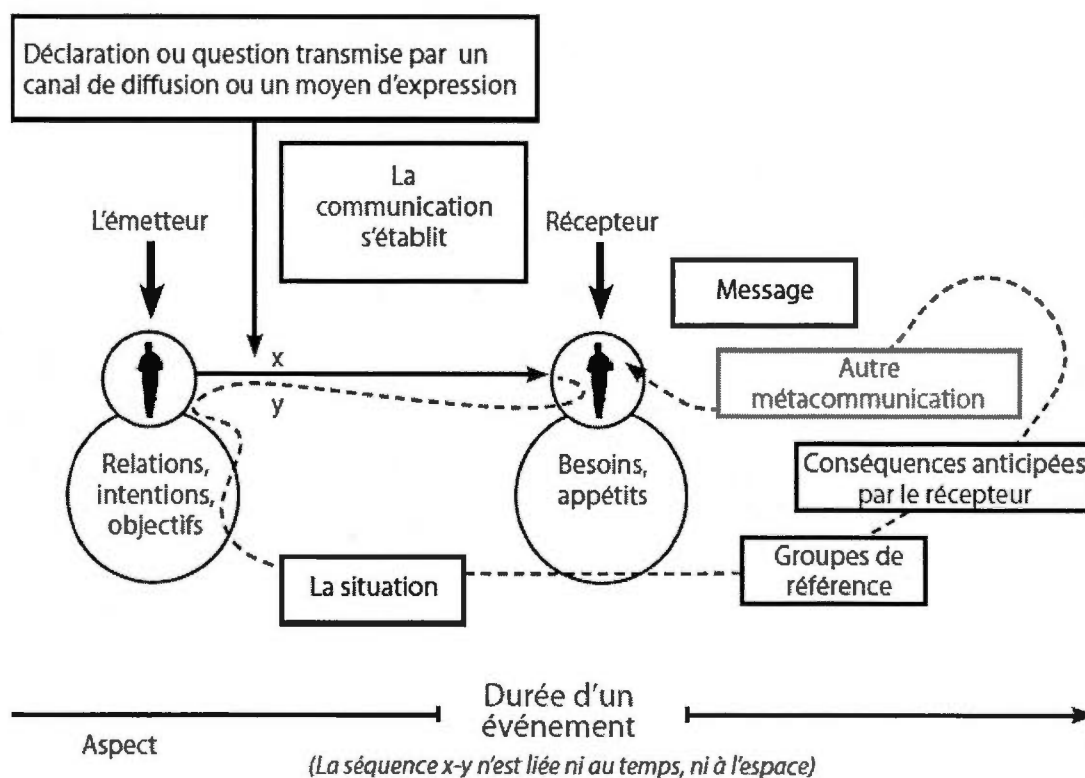 Déclaration ou question transmise par un
canal de diffusion ou un moyen d'expression
La
communication
s'établit
L'émetteur
Récepteur
Message
x
y
Autre
métacommunication
Relations,
intentions,
objectifs
Besoins,
appétits
Conséquences anticipées
par le récepteur
Groupes de
référence
La situation
Durée d'un
événement
Aspect
(La séquence x-y n'est liée ni au temps, ni à l'espace)